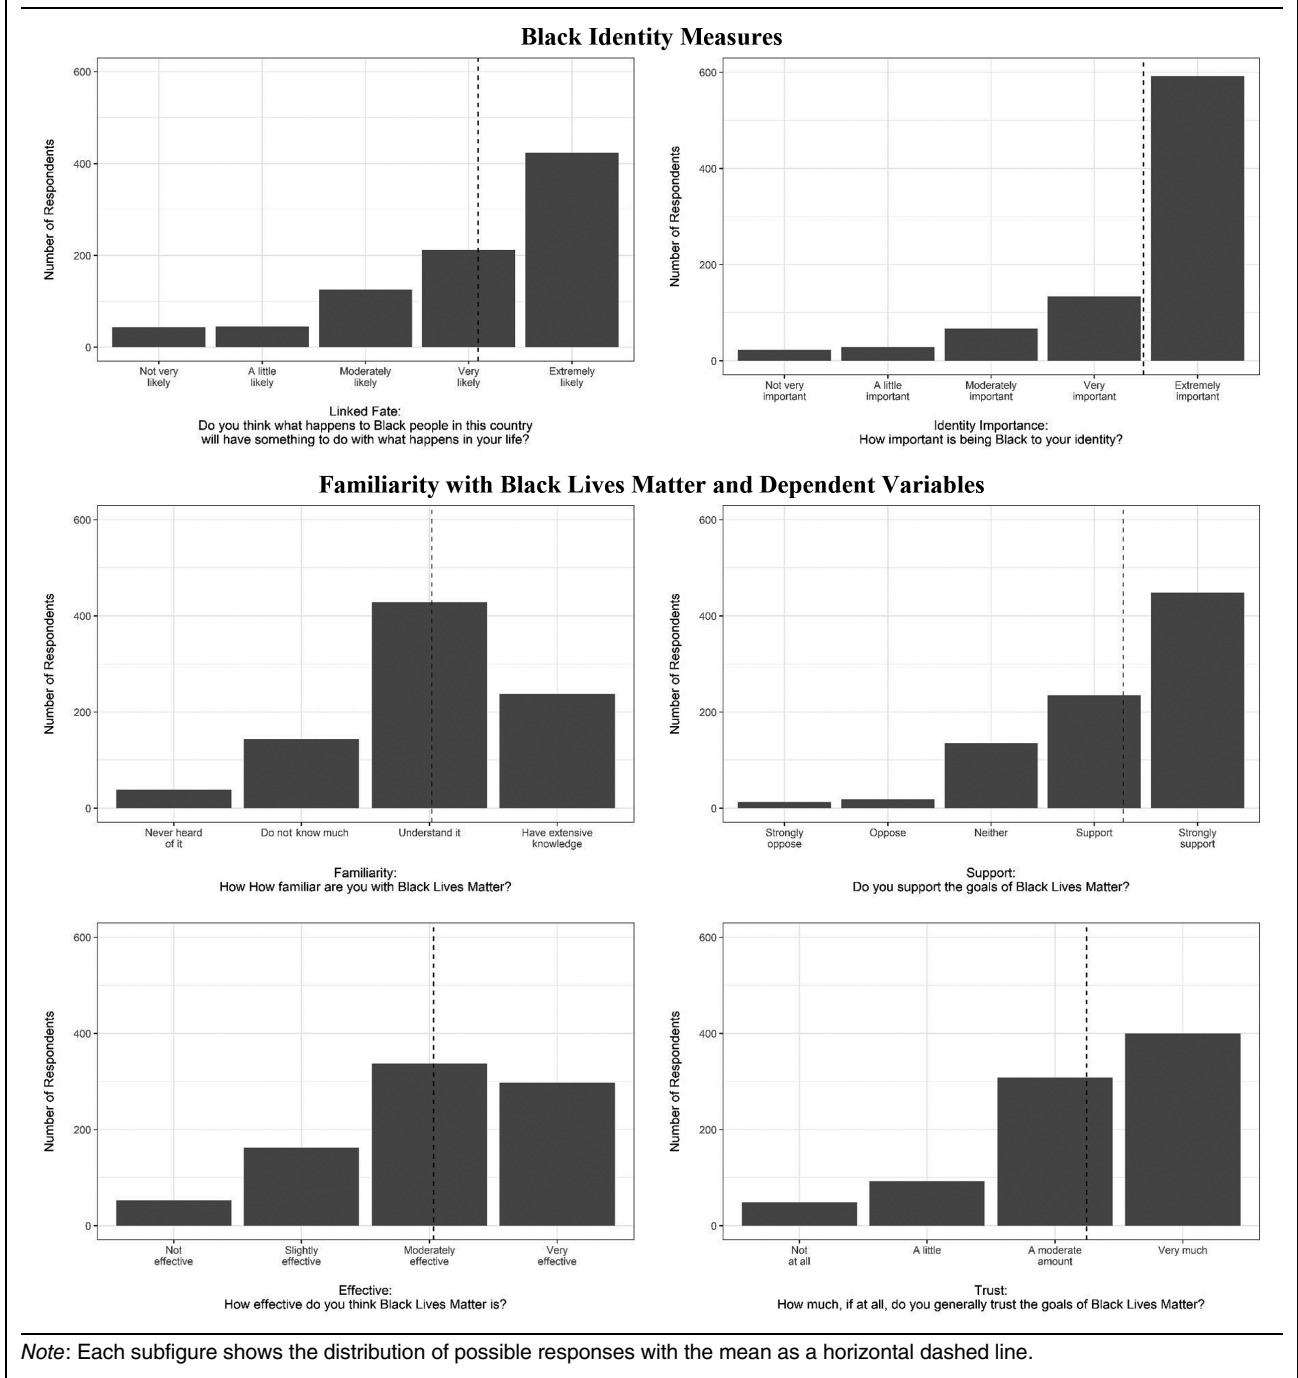 Black Identity Measures
600
400
200
0
Number of Respondents
Not very likely
A little likely
Moderately likely
Very likely
Extremely likely
Linked Fate:
Do you think what happens to Black people in this country
will have something to do with what happens in your life?
600
400
200
0
Number of Respondents
Not very important
A little important
Moderately important
Very important
Extremely important
Identity Importance:
How important is being Black to your identity?
Familiarity with Black Lives Matter and Dependent Variables
600
400
200
0
Number of Respondents
Never heard of it
Do not know much
Understand it
Have extensive knowledge
Familiarity:
How How familiar are you with Black Lives Matter?
600
400
200
0
Number of Respondents
Strongly oppose
Oppose
Neither
Support
Strongly support
Support:
Do you support the goals of Black Lives Matter?
600
400
200
0
Number of Respondents
Not effective
Slightly effective
Moderately effective
Very effective
Effective:
How effective do you think Black Lives Matter is?
600
400
200
0
Number of Respondents
Not at all
A little
A moderate amount
Very much
Trust:
How much, if at all, do you generally trust the goals of Black Lives Matter?
Note: Each subfigure shows the distribution of possible responses with the mean as a horizontal dashed line.